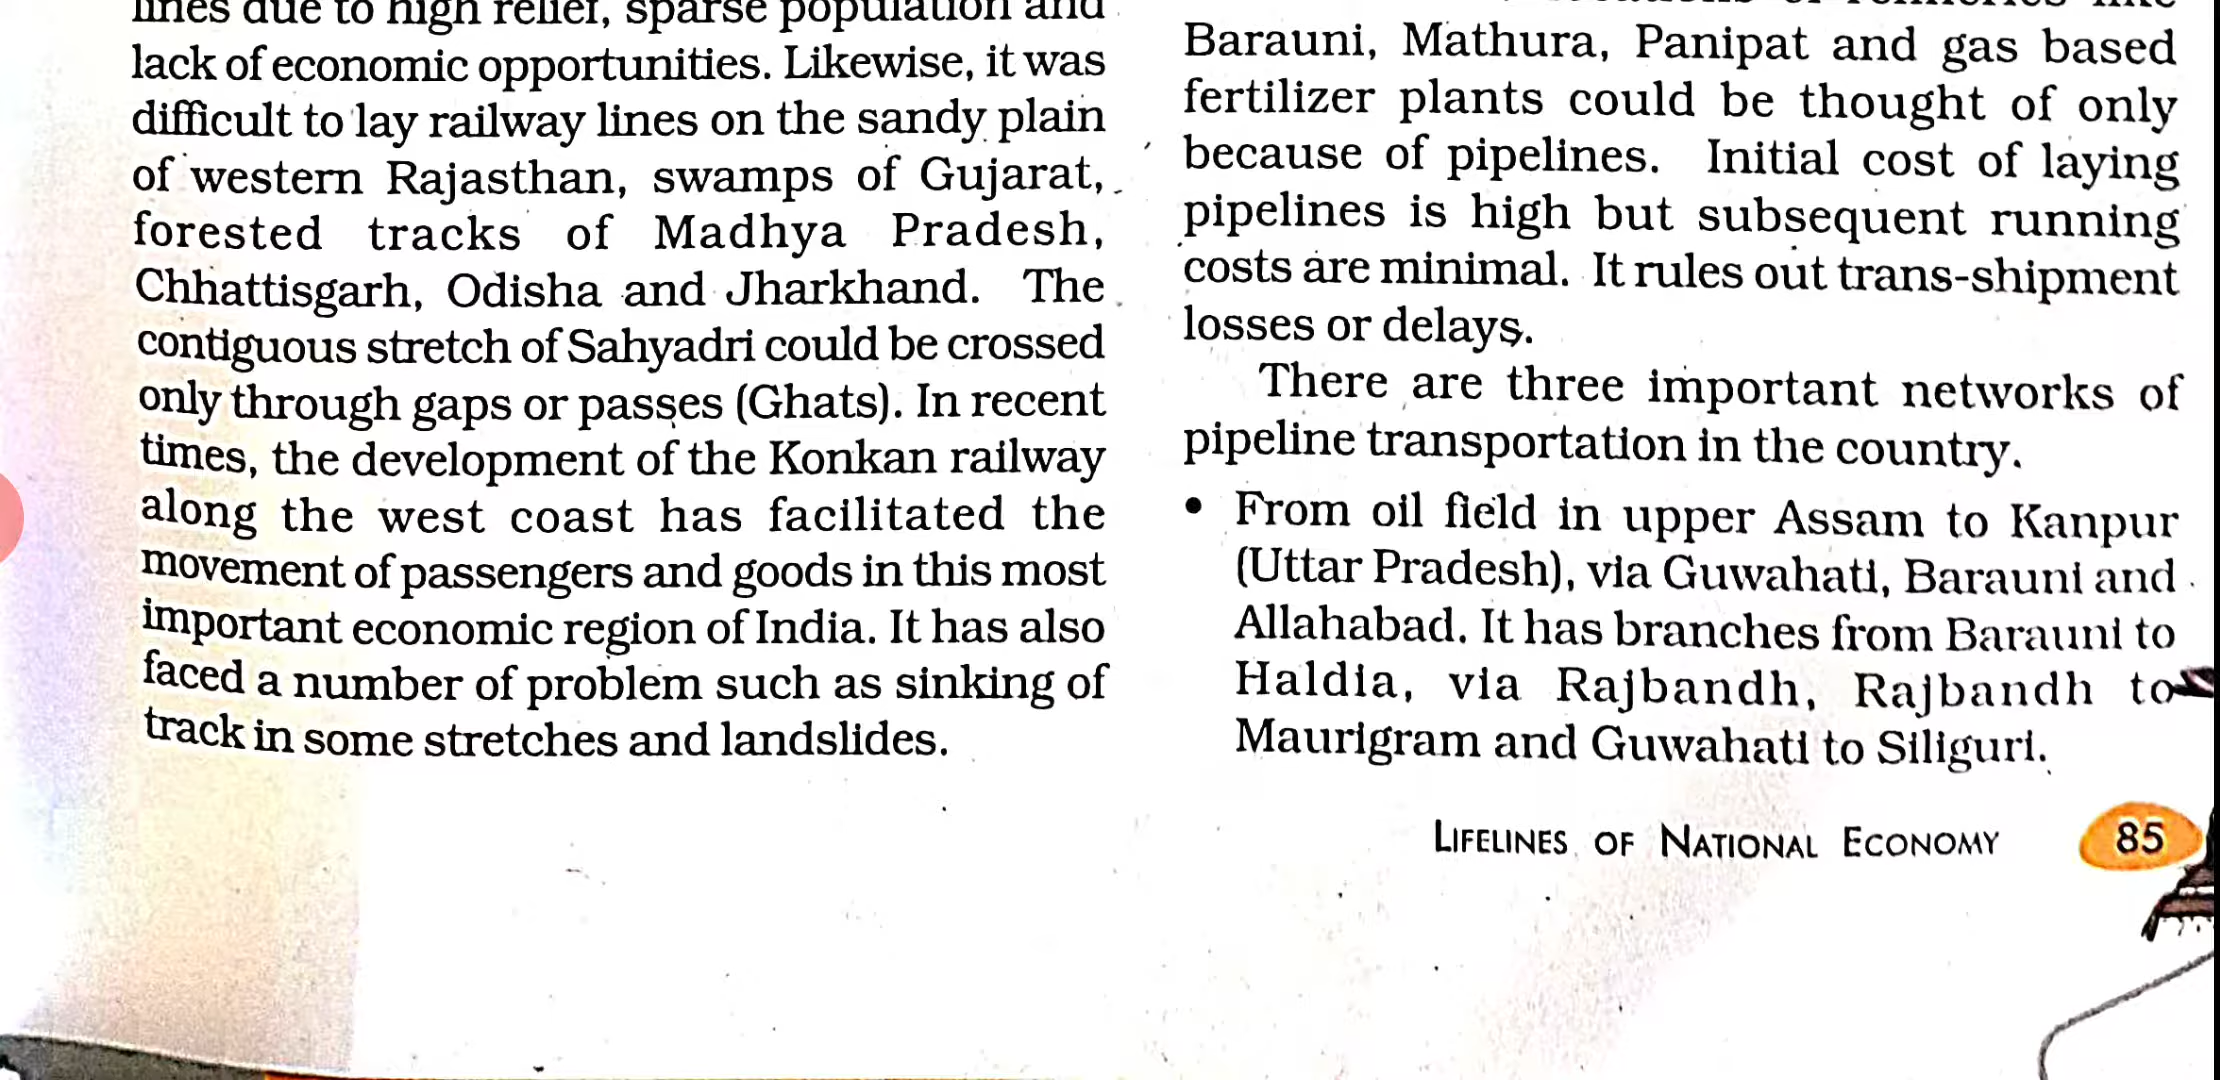 lines due to high relief, sparse population and
lack of economic opportunities. Likewise, it was
difficult to lay railway lines on the sandy plain
of western Rajasthan, swamps of Gujarat,
forested tracks of Madhya Pradesh,
Chhattisgarh, Odisha and Jharkhand. The
contiguous stretch of Sahyadri could be crossed
only through gaps or passes (Ghats). In recent
times, the development of the Konkan railway
along the west coast has facilitated the
movement of passengers and goods in this most
important economic region of India. It has also
faced a number of problem such as sinking of
track in some stretches and landslides.
Barauni, Mathura, Panipat and gas based
fertilizer plants could be thought of only
because of pipelines. Initial cost of laying
pipelines is high but subsequent running
costs are minimal. It rules out trans-shipment
losses or delays.
There are three important networks of
pipeline transportation in the country.
• From oil field in upper Assam to Kanpur
(Uttar Pradesh), via Guwahati, Barauni and
Allahabad. It has branches from Barauni to
Haldia, via Rajbandh, Rajbandh to
Maurigram and Guwahati to Siliguri.
LIFELINES OF NATIONAL ECONOMY 85